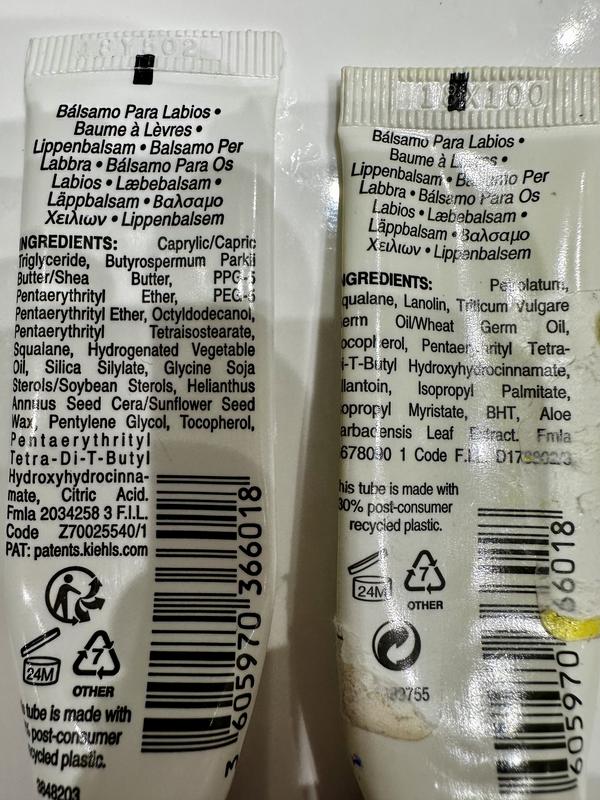 18Y602
Bálsamo Para Labios •
Baume à Lèvres •
Lippenbalsam • Balsamo Per
Labbra • Bálsamo Para Os
Labios • Læbebalsam •
Läppbalsam • Βαλσαμο
Χειλιων • Lippenbalsem
INGREDIENTS: Caprylic/Capric
Triglyceride, Butyrospermum Parkii
Butter/Shea Butter, PPG-5
Pentaerythrityl Ether, PEG-5
Pentaerythrityl Ether, Octyldodecanol,
Pentaerythrityl Tetraisostearate,
Squalane, Hydrogenated Vegetable
Oil, Silica Silylate, Glycine Soja
Sterols/Soybean Sterols, Helianthus
Annuus Seed Cera/Sunflower Seed
Wax, Pentylene Glycol, Tocopherol,
Pentaerythrityl
Tetra-Di-T-Butyl
Hydroxyhydrocinna-
mate, Citric Acid.
Fmla 2034258 3 F.I.L.
Code Z70025540/1
PAT: patents.kiehls.com
24M
7
OTHER
tube is made with
% post-consumer
recycled plastic.
3 605970 366018
18X100
Bálsamo Para Labios •
Baume à •
Lippenbalsam • Balsamo Per
Labbra • Bálsamo Para Os
Labios • Læbebalsam •
Läppbalsam • Βαλσαμο
Χειλιων • Lippenbalsem
NGREDIENTS: Petrolatum,
qualane, Lanolin, Triticum Vulgare
erm Oil/Wheat Germ Oil,
ocopherol, Pentaerythrityl Tetra-
i-T-Butyl Hydroxyhydrocinnamate,
llantoin, Isopropyl Palmitate,
sopropyl Myristate, BHT, Aloe
arbadensis Leaf Extract. Fmla
678090 1 Code F.I.L.
his tube is made with
30% post-consumer
recycled plastic.
24M
7
OTHER
605970 66018